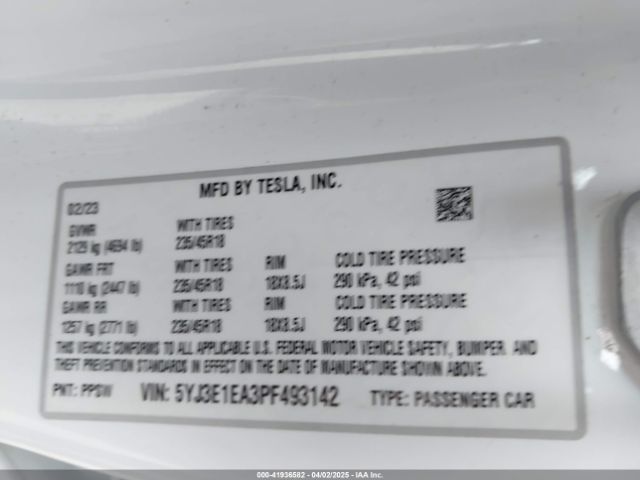 MFD BY TESLA, INC.
02/23
GVWR WITH TIRES
2129 kg (4694 lb) 235/45R18
GAWR FRT WITH TIRES RIM COLD TIRE PRESSURE
1110 kg (2447 lb) 235/45R18 18X8.5J 290 kPa, 42 psi
GAWR RR WITH TIRES RIM COLD TIRE PRESSURE
1257 kg (2771 lb) 235/45R18 18X8.5J 290 kPa, 42 psi
THIS VEHICLE CONFORMS TO ALL APPLICABLE U.S. FEDERAL MOTOR VEHICLE SAFETY, BUMPER, AND
THEFT PREVENTION STANDARDS IN EFFECT ON THE DATE OF MANUFACTURE SHOWN ABOVE.
PNT: PPSW VIN: 5YJ3E1EA3PF493142 TYPE: PASSENGER CAR
000-41936582 - 04/02/2025 - IAA Inc.